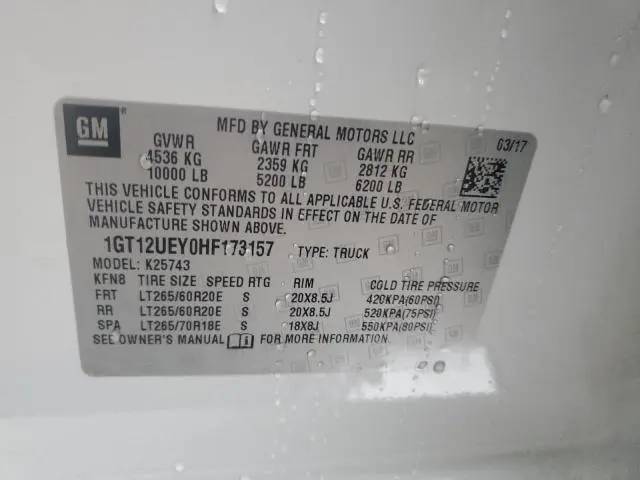 GM
MFD BY GENERAL MOTORS LLC
03/17
GVWR GAWR FRT GAWR RR
4536 KG 2359 KG 2812 KG
10000 LB 5200 LB 6200 LB
THIS VEHICLE CONFORMS TO ALL APPLICABLE U.S. FEDERAL MOTOR
VEHICLE SAFETY STANDARDS IN EFFECT ON THE DATE OF
MANUFACTURE SHOWN ABOVE.
1GT12UEY0HF173157 TYPE: TRUCK
MODEL: K25743
KFN8 TIRE SIZE SPEED RTG RIM COLD TIRE PRESSURE
FRT LT265/60R20E S 20X8.5J 420KPA(60PSI)
RR LT265/60R20E S 20X8.5J 520KPA(75PSI)
SPA LT265/70R18E S 18X8J 550KPA(80PSI)
SEE OWNER'S MANUAL FOR MORE INFORMATION